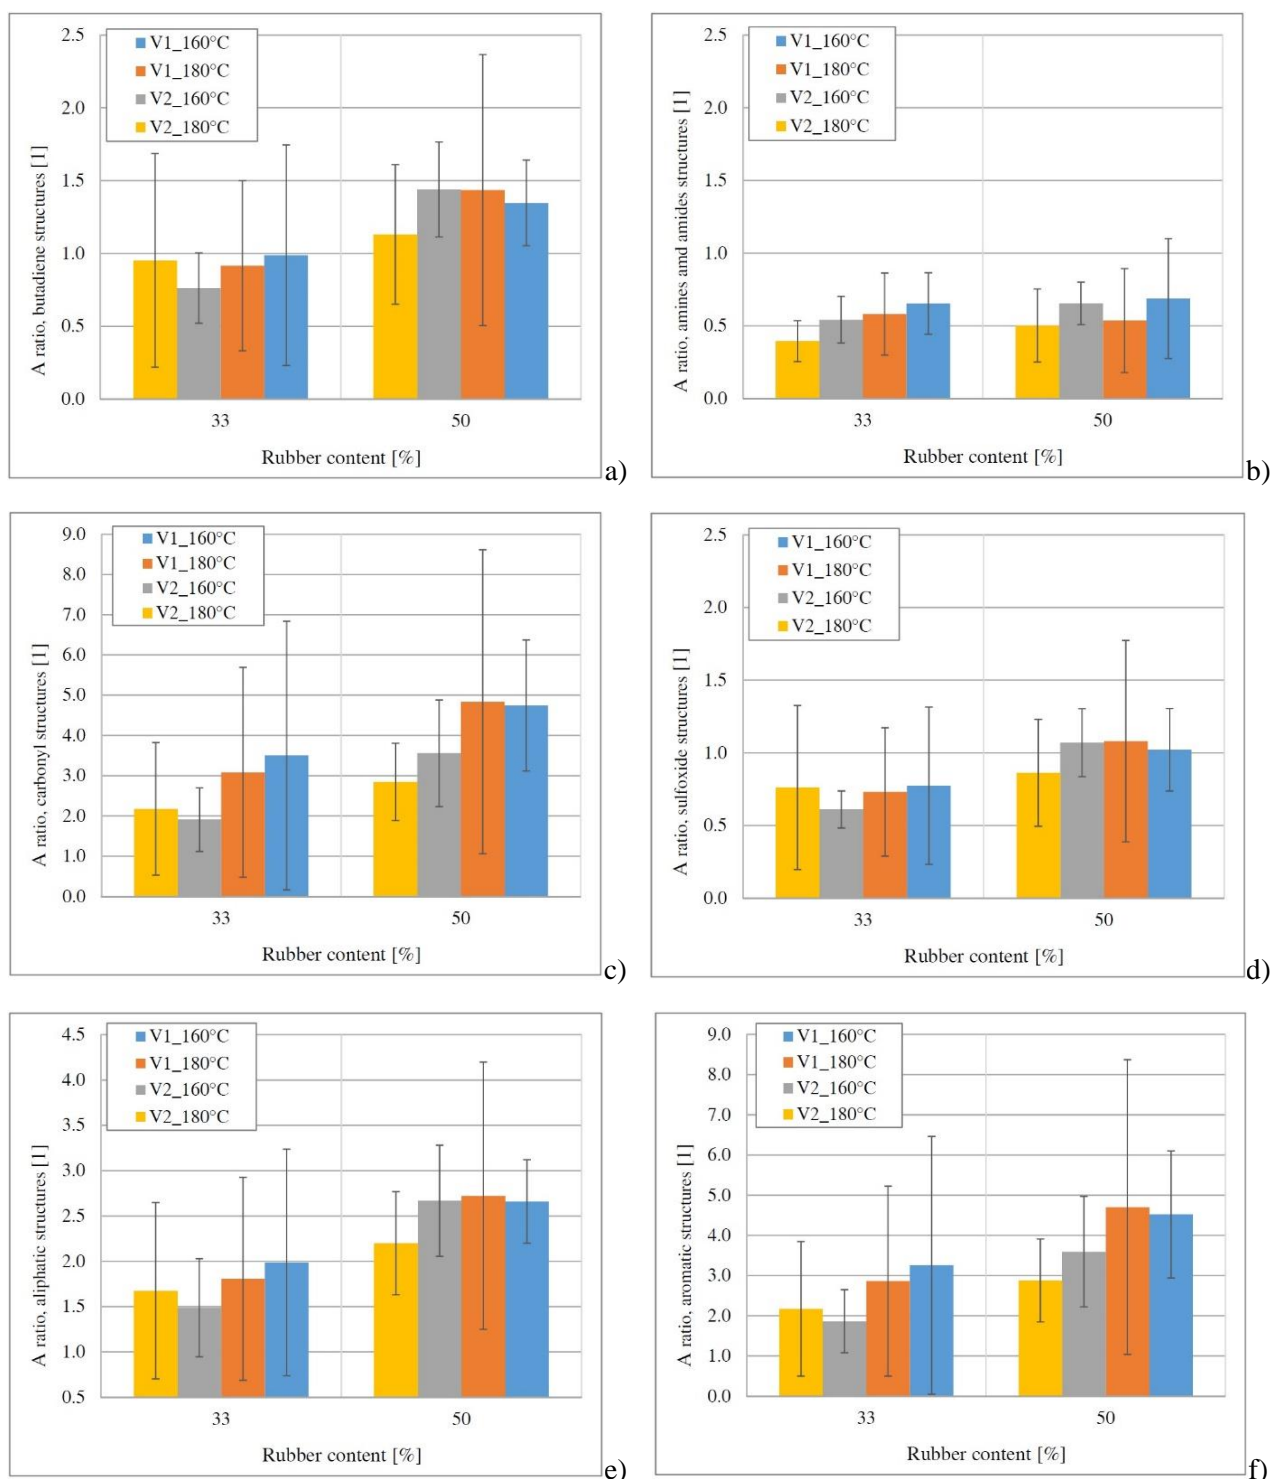 2.5
2.0
1.5
1.0
0.5
0.0
A ratio, butadiene structures [1]
V1_160°C
V1_180°C
V2_160°C
V2_180°C
33
50
Rubber content [%]
a)
2.5
2.0
1.5
1.0
0.5
0.0
A ratio, amines amd amides structures [1]
V1_160°C
V1_180°C
V2_160°C
V2_180°C
33
50
Rubber content [%]
b)
9.0
8.0
7.0
6.0
5.0
4.0
3.0
2.0
1.0
0.0
A ratio, carbonyl structures [1]
V1_160°C
V1_180°C
V2_160°C
V2_180°C
33
50
Rubber content [%]
c)
2.5
2.0
1.5
1.0
0.5
0.0
A ratio, sulfoxide structures [1]
V1_160°C
V1_180°C
V2_160°C
V2_180°C
33
50
Rubber content [%]
d)
4.5
4.0
3.5
3.0
2.5
2.0
1.5
1.0
0.5
A ratio, aliphatic structures [1]
V1_160°C
V1_180°C
V2_160°C
V2_180°C
33
50
Rubber content [%]
e)
9.0
8.0
7.0
6.0
5.0
4.0
3.0
2.0
1.0
0.0
A ratio, aromatic structures [1]
V1_160°C
V1_180°C
V2_160°C
V2_180°C
33
50
Rubber content [%]
f)